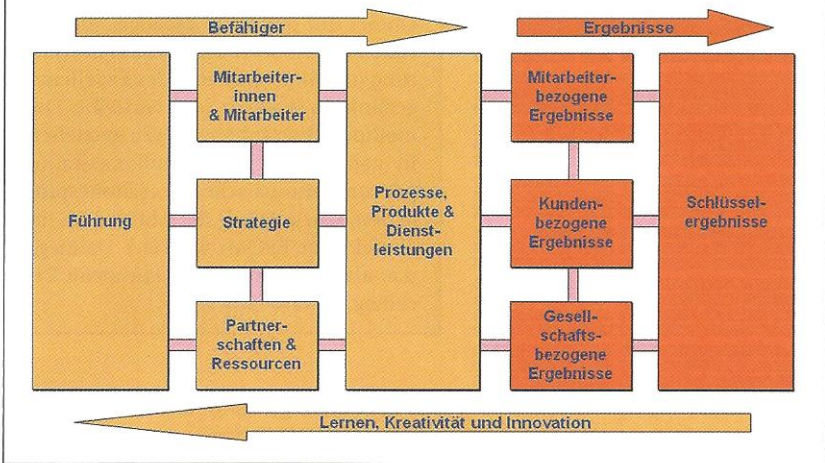 Befähiger
Ergebnisse
Führung
Mitarbeiter-
innen
& Mitarbeiter
Strategie
Partner-
schaften &
Ressourcen
Prozesse,
Produkte &
Dienst-
leistungen
Mitarbeiter-
bezogene
Ergebnisse
Kunden-
bezogene
Ergebnisse
Gesell-
schafts-
bezogene
Ergebnisse
Schlüssel-
ergebnisse
Lernen, Kreativität und Innovation